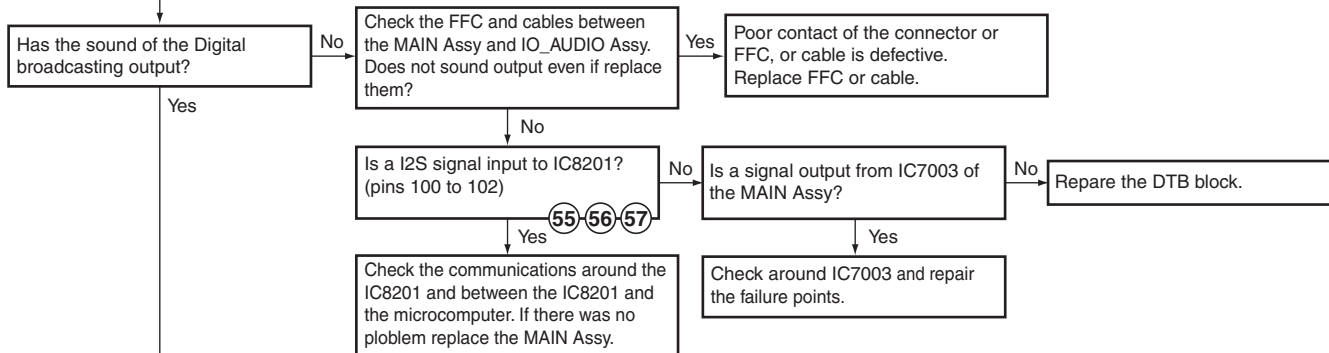 Has the sound of the Digital
broadcasting output?
No
Yes
Check the FFC and cables between
the MAIN Assy and IO_AUDIO Assy.
Does not sound output even if replace
them?
Yes
No
Poor contact of the connector or
FFC, or cable is defective.
Replace FFC or cable.
Is a I2S signal input to IC8201?
(pins 100 to 102)
55 56 57
No
Yes
Is a signal output from IC7003 of
the MAIN Assy?
No
Yes
Repare the DTB block.
Check the communications around the
IC8201 and between the IC8201 and
the microcomputer. If there was no
ploblem replace the MAIN Assy.
Check around IC7003 and repair
the failure points.